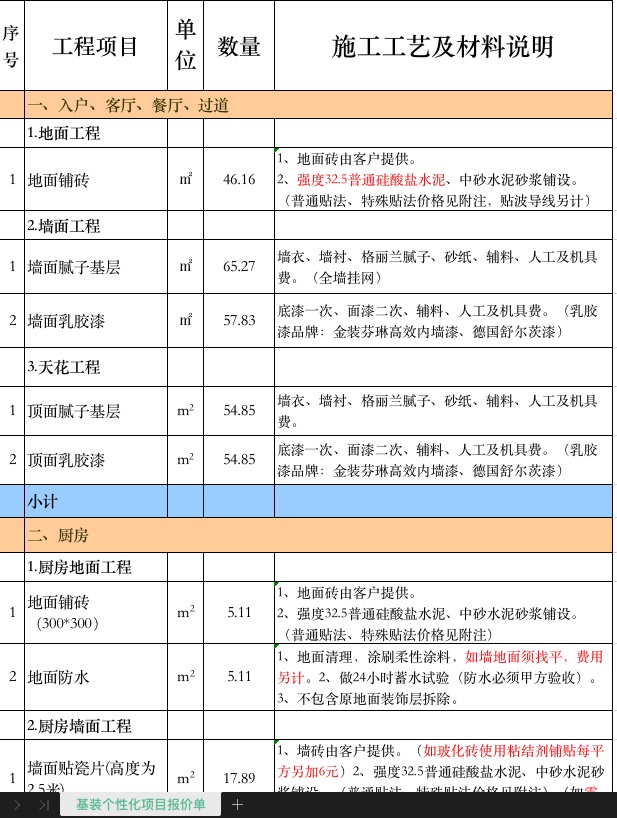 序号 工程项目 单位 数量 施工工艺及材料说明
一、入户、客厅、餐厅、过道
1.地面工程
1 地面铺砖 ㎡ 46.16 1、地面砖由客户提供。
2、强度32.5普通硅酸盐水泥、中砂水泥砂浆铺设。
（普通贴法、特殊贴法价格见附注，贴波导线另计）
2.墙面工程
1 墙面腻子基层 ㎡ 65.27 墙衣、墙衬、格丽兰腻子、砂纸、辅料、人工及机具
费。（全墙挂网）
2 墙面乳胶漆 ㎡ 57.83 底漆一次、面漆二次、辅料、人工及机具费。（乳胶
漆品牌：金装芬琳高效内墙漆、德国舒尔茨漆）
3.天花工程
1 顶面腻子基层 m² 54.85 墙衣、墙衬、格丽兰腻子、砂纸、辅料、人工及机具
费。
2 顶面乳胶漆 m² 54.85 底漆一次、面漆二次、辅料、人工及机具费。（乳胶
漆品牌：金装芬琳高效内墙漆、德国舒尔茨漆）
小计
二、厨房
1.厨房地面工程
1 地面铺砖
（300*300） m² 5.11 1、地面砖由客户提供。
2、强度32.5普通硅酸盐水泥、中砂水泥砂浆铺设。
（普通贴法、特殊贴法价格见附注）
2 地面防水 m² 5.11 1、地面清理，涂刷柔性涂料，如墙地面须找平，费用
另计。2、做24小时蓄水试验（防水必须甲方验收）。
3、不包含原地面装饰层拆除。
2.厨房墙面工程
1 墙面贴瓷片(高度为
2.5米) m² 17.89 1、墙砖由客户提供。（如玻化砖使用粘结剂铺贴每平
方另加6元）2、强度32.5普通硅酸盐水泥、中砂水泥砂
浆铺设。（普通贴法、特殊贴法价格见附注）（如需
基装个性化项目报价单